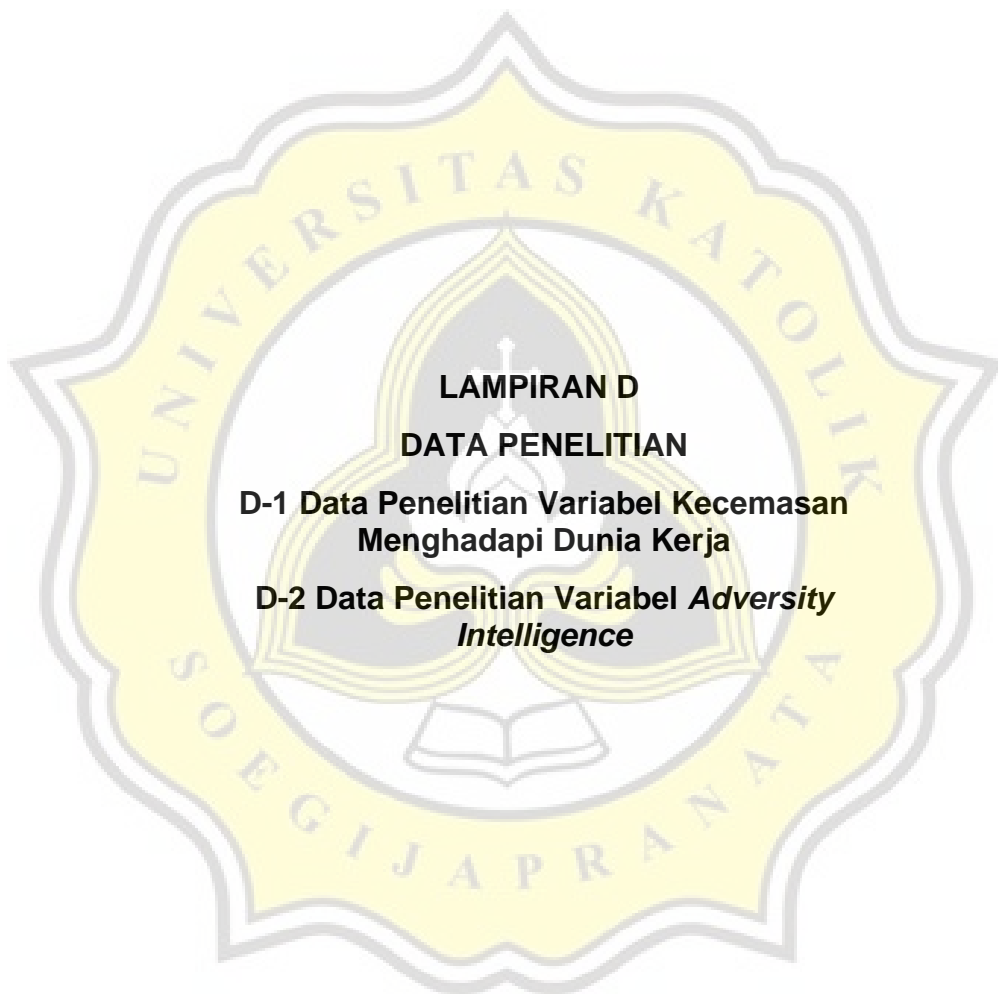 UNIVERSITAS KATOLIK
LAMPIRAN D
DATA PENELITIAN
D-1 Data Penelitian Variabel Kecemasan
Menghadapi Dunia Kerja
D-2 Data Penelitian Variabel Adversity
Intelligence
SOEGIJAPRANATA